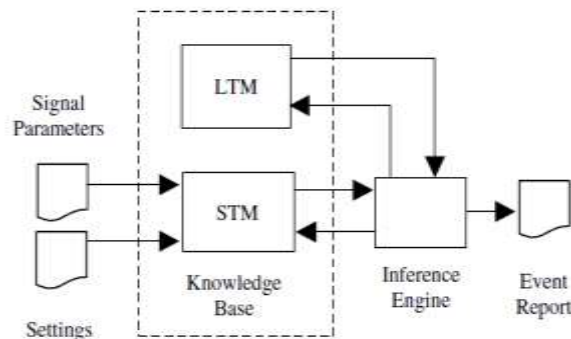 LTM
Signal
Parameters
STM
Knowledge
Base
Inference
Engine
Event
Report
Settings